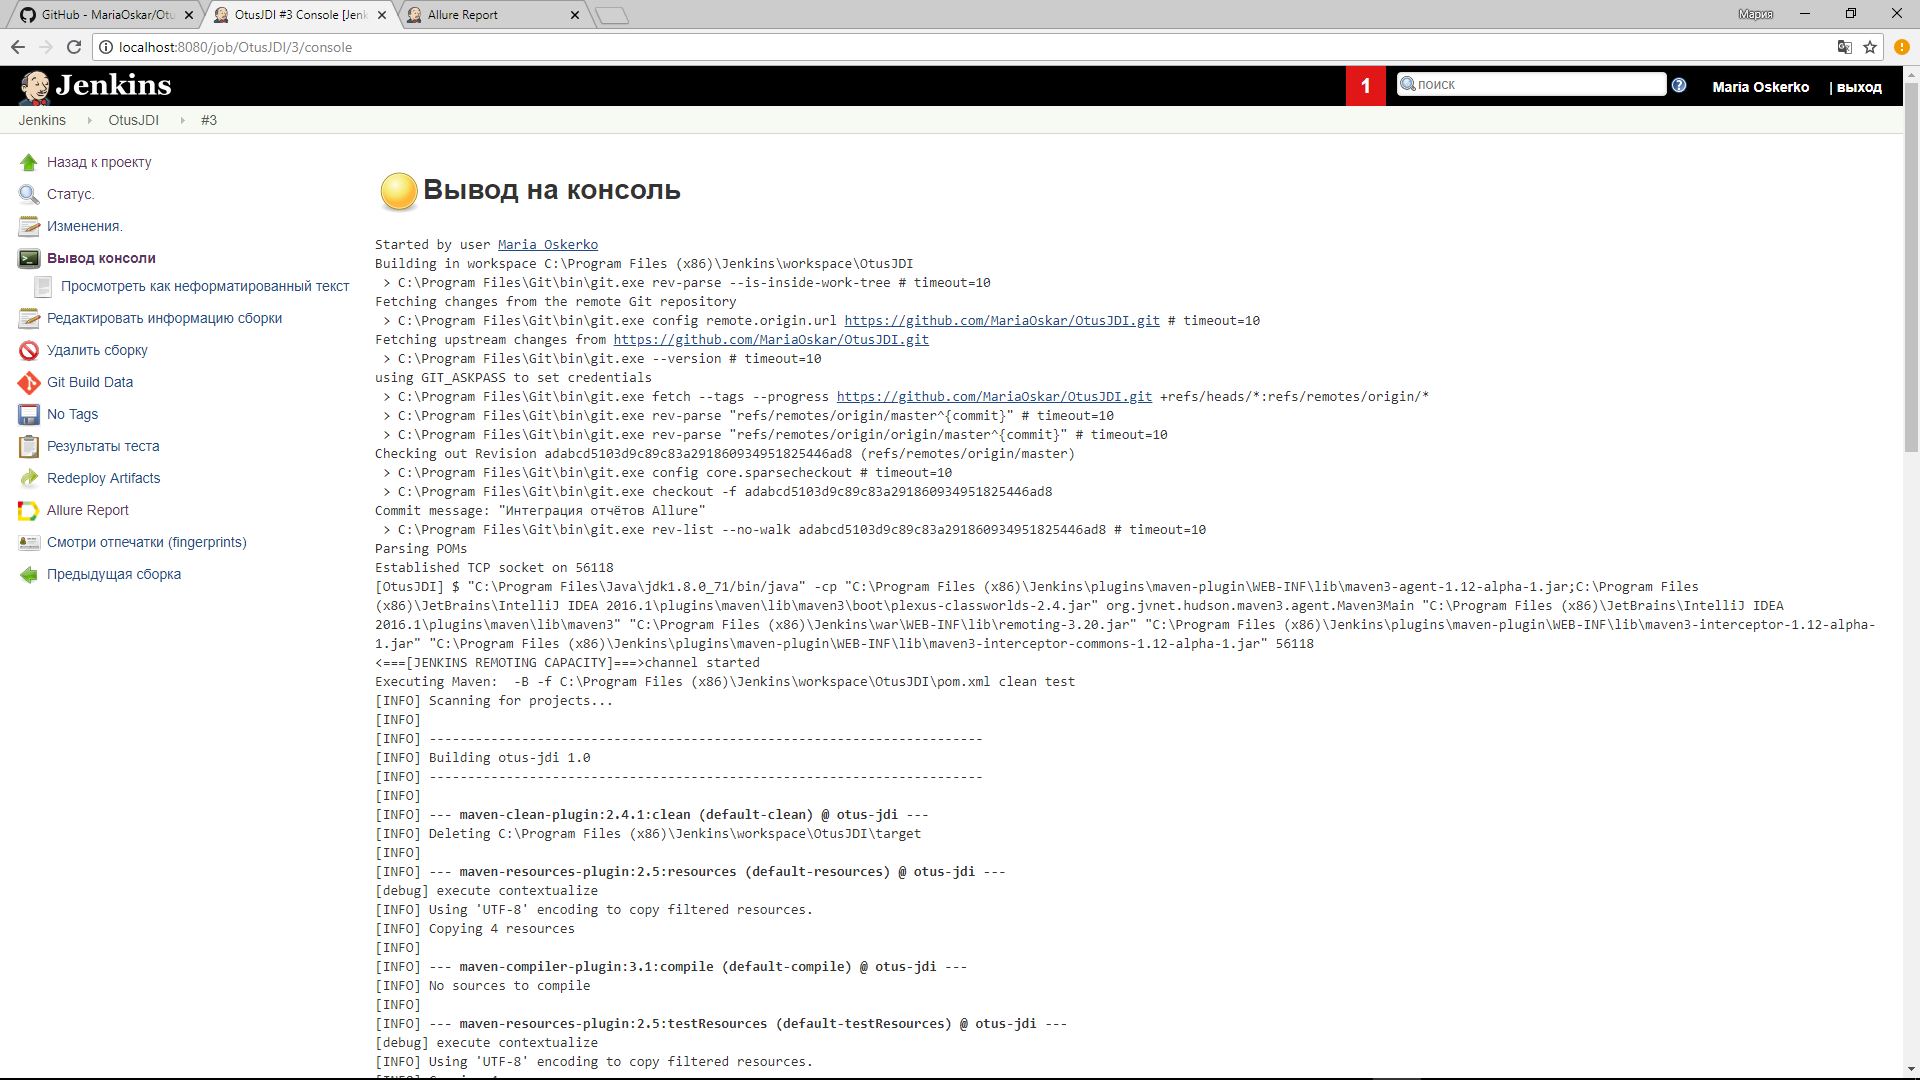 GitHub - MariaOskar/Otu
OtusJDI #3 Console [Jenk
Allure Report
Мария
localhost:8080/job/OtusJDI/3/console
Jenkins
1
поиск
Maria Oskerko
| выход
Jenkins
OtusJDI
#3
Назад к проекту
Статус.
Изменения.
Вывод консоли
Просмотреть как неформатированный текст
Редактировать информацию сборки
Удалить сборку
Git Build Data
No Tags
Результаты теста
Redeploy Artifacts
Allure Report
Смотри отпечатки (fingerprints)
Предыдущая сборка
Вывод на консоль
Started by user Maria Oskerko
Building in workspace C:\Program Files (x86)\Jenkins\workspace\OtusJDI
> C:\Program Files\Git\bin\git.exe rev-parse --is-inside-work-tree # timeout=10
Fetching changes from the remote Git repository
> C:\Program Files\Git\bin\git.exe config remote.origin.url https://github.com/MariaOskar/OtusJDI.git # timeout=10
Fetching upstream changes from https://github.com/MariaOskar/OtusJDI.git
> C:\Program Files\Git\bin\git.exe --version # timeout=10
using GIT_ASKPASS to set credentials
> C:\Program Files\Git\bin\git.exe fetch --tags --progress https://github.com/MariaOskar/OtusJDI.git +refs/heads/*:refs/remotes/origin/*
> C:\Program Files\Git\bin\git.exe rev-parse "refs/remotes/origin/master^{commit}" # timeout=10
> C:\Program Files\Git\bin\git.exe rev-parse "refs/remotes/origin/origin/master^{commit}" # timeout=10
Checking out Revision adabcd5103d9c89c83a291860934951825446ad8 (refs/remotes/origin/master)
> C:\Program Files\Git\bin\git.exe config core.sparsecheckout # timeout=10
> C:\Program Files\Git\bin\git.exe checkout -f adabcd5103d9c89c83a291860934951825446ad8
Commit message: "Интеграция отчётов Allure"
> C:\Program Files\Git\bin\git.exe rev-list --no-walk adabcd5103d9c89c83a291860934951825446ad8 # timeout=10
Parsing POMs
Established TCP socket on 56118
[OtusJDI] $ "C:\Program Files\Java\jdk1.8.0_71/bin/java" -cp "C:\Program Files (x86)\Jenkins\plugins\maven-plugin\WEB-INF\lib\maven3-agent-1.12-alpha-1.jar;C:\Program Files
(x86)\JetBrains\IntelliJ IDEA 2016.1\plugins\maven\lib\maven3\boot\plexus-classworlds-2.4.jar" org.jvnet.hudson.maven3.agent.Maven3Main "C:\Program Files (x86)\JetBrains\IntelliJ IDEA
2016.1\plugins\maven\lib\maven3" "C:\Program Files (x86)\Jenkins\war\WEB-INF\lib\remoting-3.20.jar" "C:\Program Files (x86)\Jenkins\plugins\maven-plugin\WEB-INF\lib\maven3-interceptor-1.12-alpha-
1.jar" "C:\Program Files (x86)\Jenkins\plugins\maven-plugin\WEB-INF\lib\maven3-interceptor-commons-1.12-alpha-1.jar" 56118
<===[JENKINS REMOTING CAPACITY]===>channel started
Executing Maven:  -B -f C:\Program Files (x86)\Jenkins\workspace\OtusJDI\pom.xml clean test
[INFO] Scanning for projects...
[INFO]
[INFO] ------------------------------------------------------------------------
[INFO] Building otus-jdi 1.0
[INFO] ------------------------------------------------------------------------
[INFO]
[INFO] --- maven-clean-plugin:2.4.1:clean (default-clean) @ otus-jdi ---
[INFO] Deleting C:\Program Files (x86)\Jenkins\workspace\OtusJDI\target
[INFO]
[INFO] --- maven-resources-plugin:2.5:resources (default-resources) @ otus-jdi ---
[debug] execute contextualize
[INFO] Using 'UTF-8' encoding to copy filtered resources.
[INFO] Copying 4 resources
[INFO]
[INFO] --- maven-compiler-plugin:3.1:compile (default-compile) @ otus-jdi ---
[INFO] No sources to compile
[INFO]
[INFO] --- maven-resources-plugin:2.5:testResources (default-testResources) @ otus-jdi ---
[debug] execute contextualize
[INFO] Using 'UTF-8' encoding to copy filtered resources.